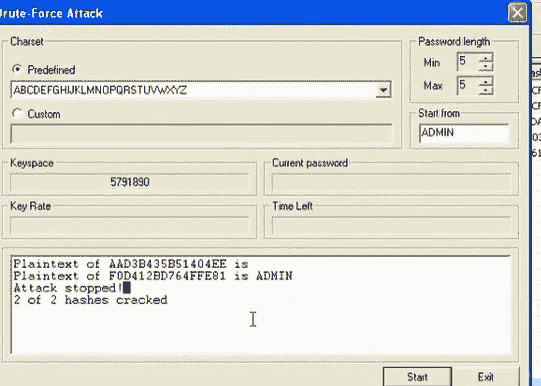 Brute-Force Attack
Charset
Password length
Predefined
Min 5
ABCDEFGHIJKLMNOPQRSTUVWXYZ
Max 5
Custom
Start from
ADMIN
Keyspace
Current password
5791890
Key Rate
Time Left
Plaintext of AAD3B435B51404EE is
Plaintext of F0D412BD764FFE81 is ADMIN
Attack stopped!
2 of 2 hashes cracked
Start
Exit